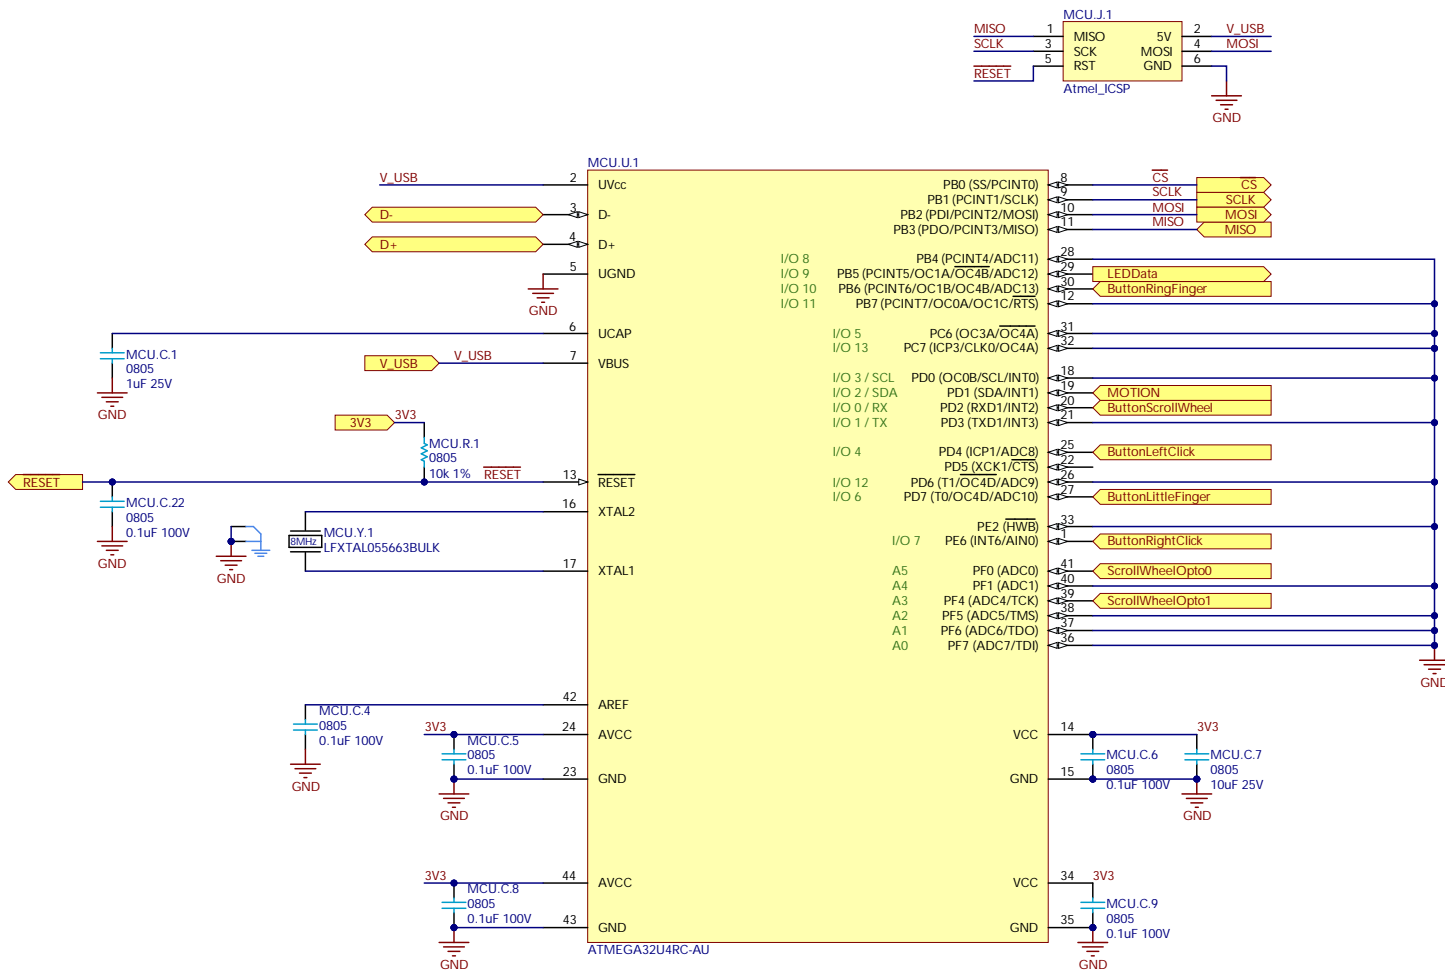 MCU.J.1
MISO 1 MISO 5V 2 V_USB
SCLK 3 SCK MOSI 4 MOSI
RESET 5 RST GND 6
Atmel_ICSP
GND
MCU.U.1
V_USB 2 UVcc
D- 3 D-
D+ 4 D+
5 UGND
GND
6 UCAP
MCU.C.1
0805
1uF 25V
GND
V_USB V_USB 7 VBUS
3V3 3V3
MCU.R.1
0805
10k 1%
RESET RESET 13 RESET
MCU.C.22
0805
0.1uF 100V
GND
GND
16 XTAL2
8MHz
MCU.Y.1
LFXTAL055663BULK
17 XTAL1
42 AREF
MCU.C.4
0805
0.1uF 100V
GND
3V3 24 AVCC
MCU.C.5
0805
0.1uF 100V
23 GND
GND
3V3 44 AVCC
MCU.C.8
0805
0.1uF 100V
43 GND
GND
PB0 (SS/PCINT0) 8 CS CS
PB1 (PCINT1/SCLK) 9 SCLK SCLK
PB2 (PDI/PCINT2/MOSI) 10 MOSI MOSI
PB3 (PDO/PCINT3/MISO) 11 MISO MISO
I/O 8 PB4 (PCINT4/ADC11) 28
I/O 9 PB5 (PCINT5/OC1A/OC4B/ADC12) 29 LEDData
I/O 10 PB6 (PCINT6/OC1B/OC4B/ADC13) 30 ButtonRingFinger
I/O 11 PB7 (PCINT7/OC0A/OC1C/RTS) 12
I/O 5 PC6 (OC3A/OC4A) 31
I/O 13 PC7 (ICP3/CLK0/OC4A) 32
I/O 3 / SCL PD0 (OC0B/SCL/INT0) 18
I/O 2 / SDA PD1 (SDA/INT1) 19 MOTION
I/O 0 / RX PD2 (RXD1/INT2) 20 ButtonScrollWheel
I/O 1 / TX PD3 (TXD1/INT3) 21
I/O 4 PD4 (ICP1/ADC8) 25 ButtonLeftClick
PD5 (XCK1/CTS) 22
I/O 12 PD6 (T1/OC4D/ADC9) 26
I/O 6 PD7 (T0/OC4D/ADC10) 27 ButtonLittleFinger
PE2 (HWB) 33
I/O 7 PE6 (INT6/AIN0) 1 ButtonRightClick
A5 PF0 (ADC0) 41 ScrollWheelOpto0
A4 PF1 (ADC1) 40
A3 PF4 (ADC4/TCK) 39 ScrollWheelOpto1
A2 PF5 (ADC5/TMS) 38
A1 PF6 (ADC6/TDO) 37
A0 PF7 (ADC7/TDI) 36
GND
VCC 14 3V3
MCU.C.6
0805
0.1uF 100V
MCU.C.7
0805
10uF 25V
GND 15
GND
VCC 34 3V3
MCU.C.9
0805
0.1uF 100V
GND 35
GND
ATMEGA32U4RC-AU